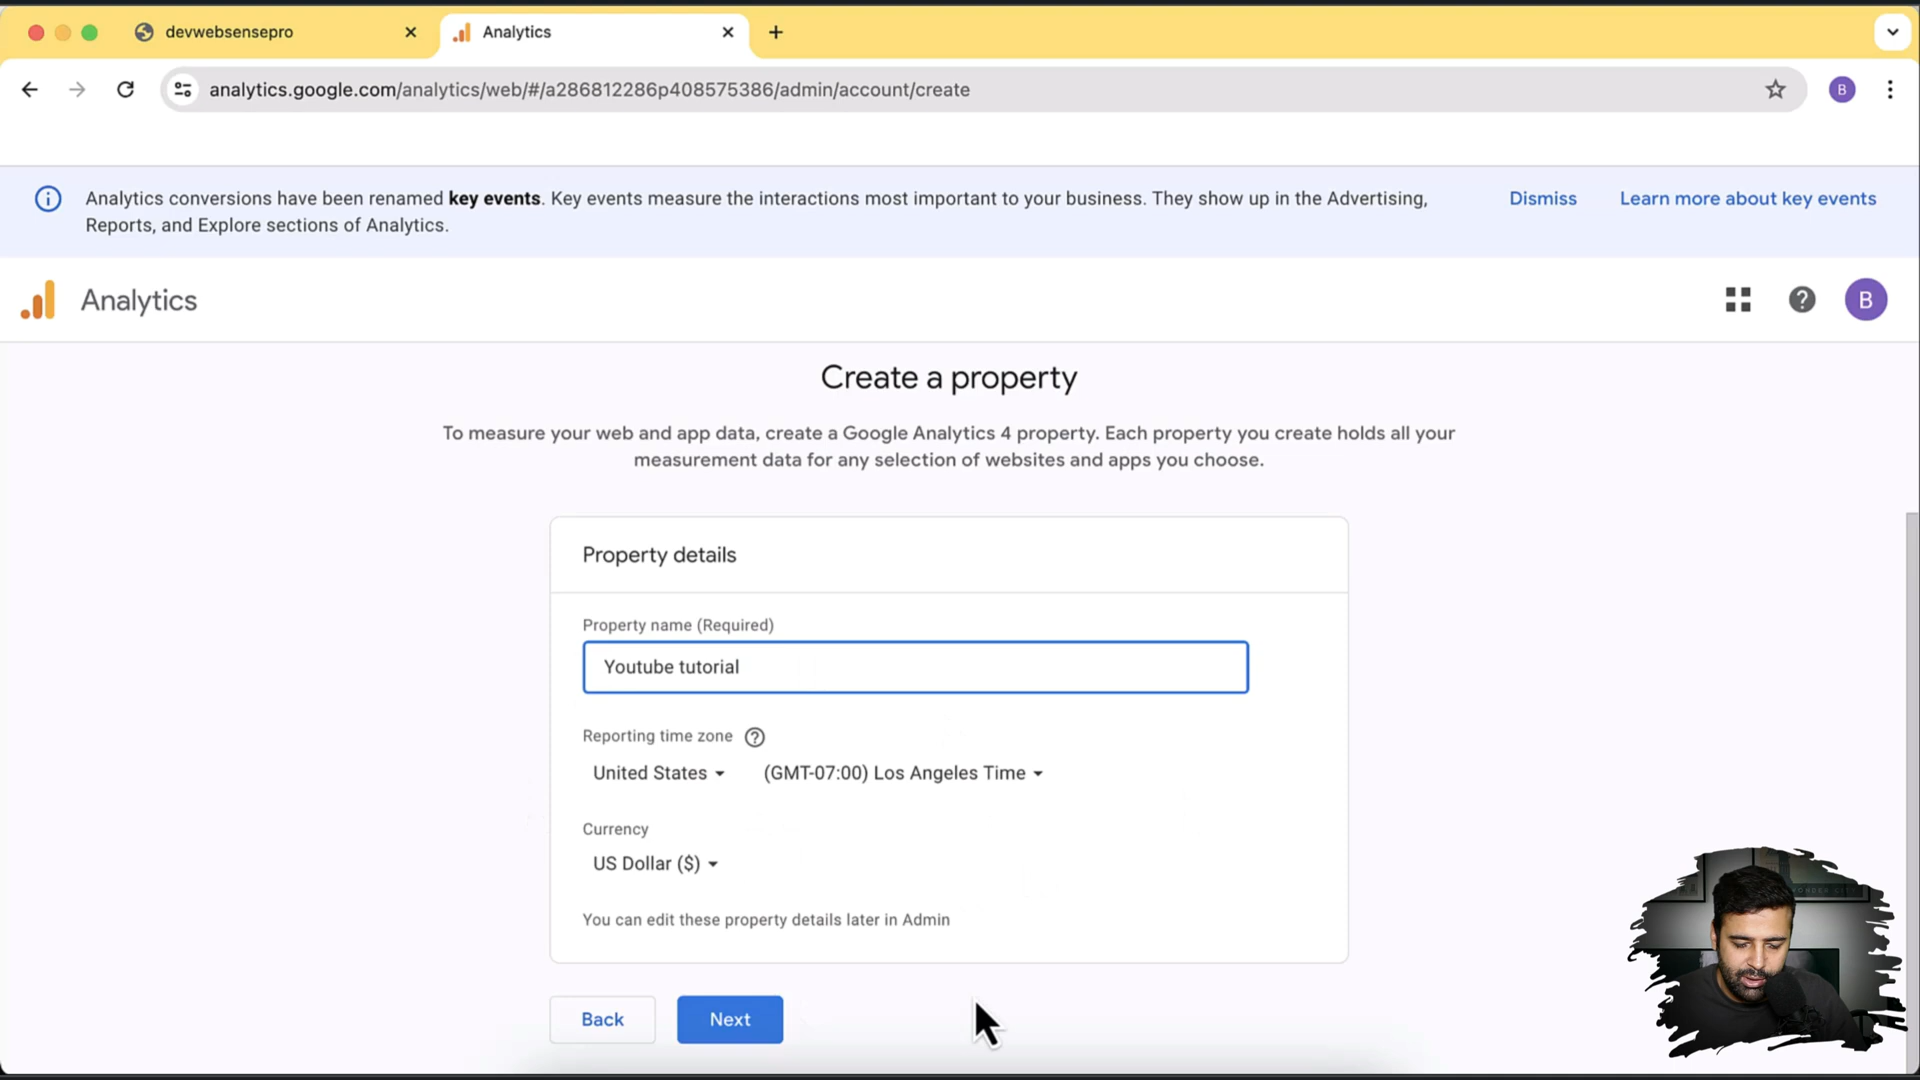 devwebsensepro
Analytics
analytics.google.com/analytics/web/#/a286812286p408575386/admin/account/create
B
Analytics conversions have been renamed key events. Key events measure the interactions most important to your business. They show up in the Advertising,
Reports, and Explore sections of Analytics.
Dismiss
Learn more about key events
Analytics
B
Create a property
To measure your web and app data, create a Google Analytics 4 property. Each property you create holds all your
measurement data for any selection of websites and apps you choose.
Property details
Property name (Required)
Youtube tutorial
Reporting time zone
United States
(GMT-07:00) Los Angeles Time
Currency
US Dollar ($)
You can edit these property details later in Admin
Back
Next